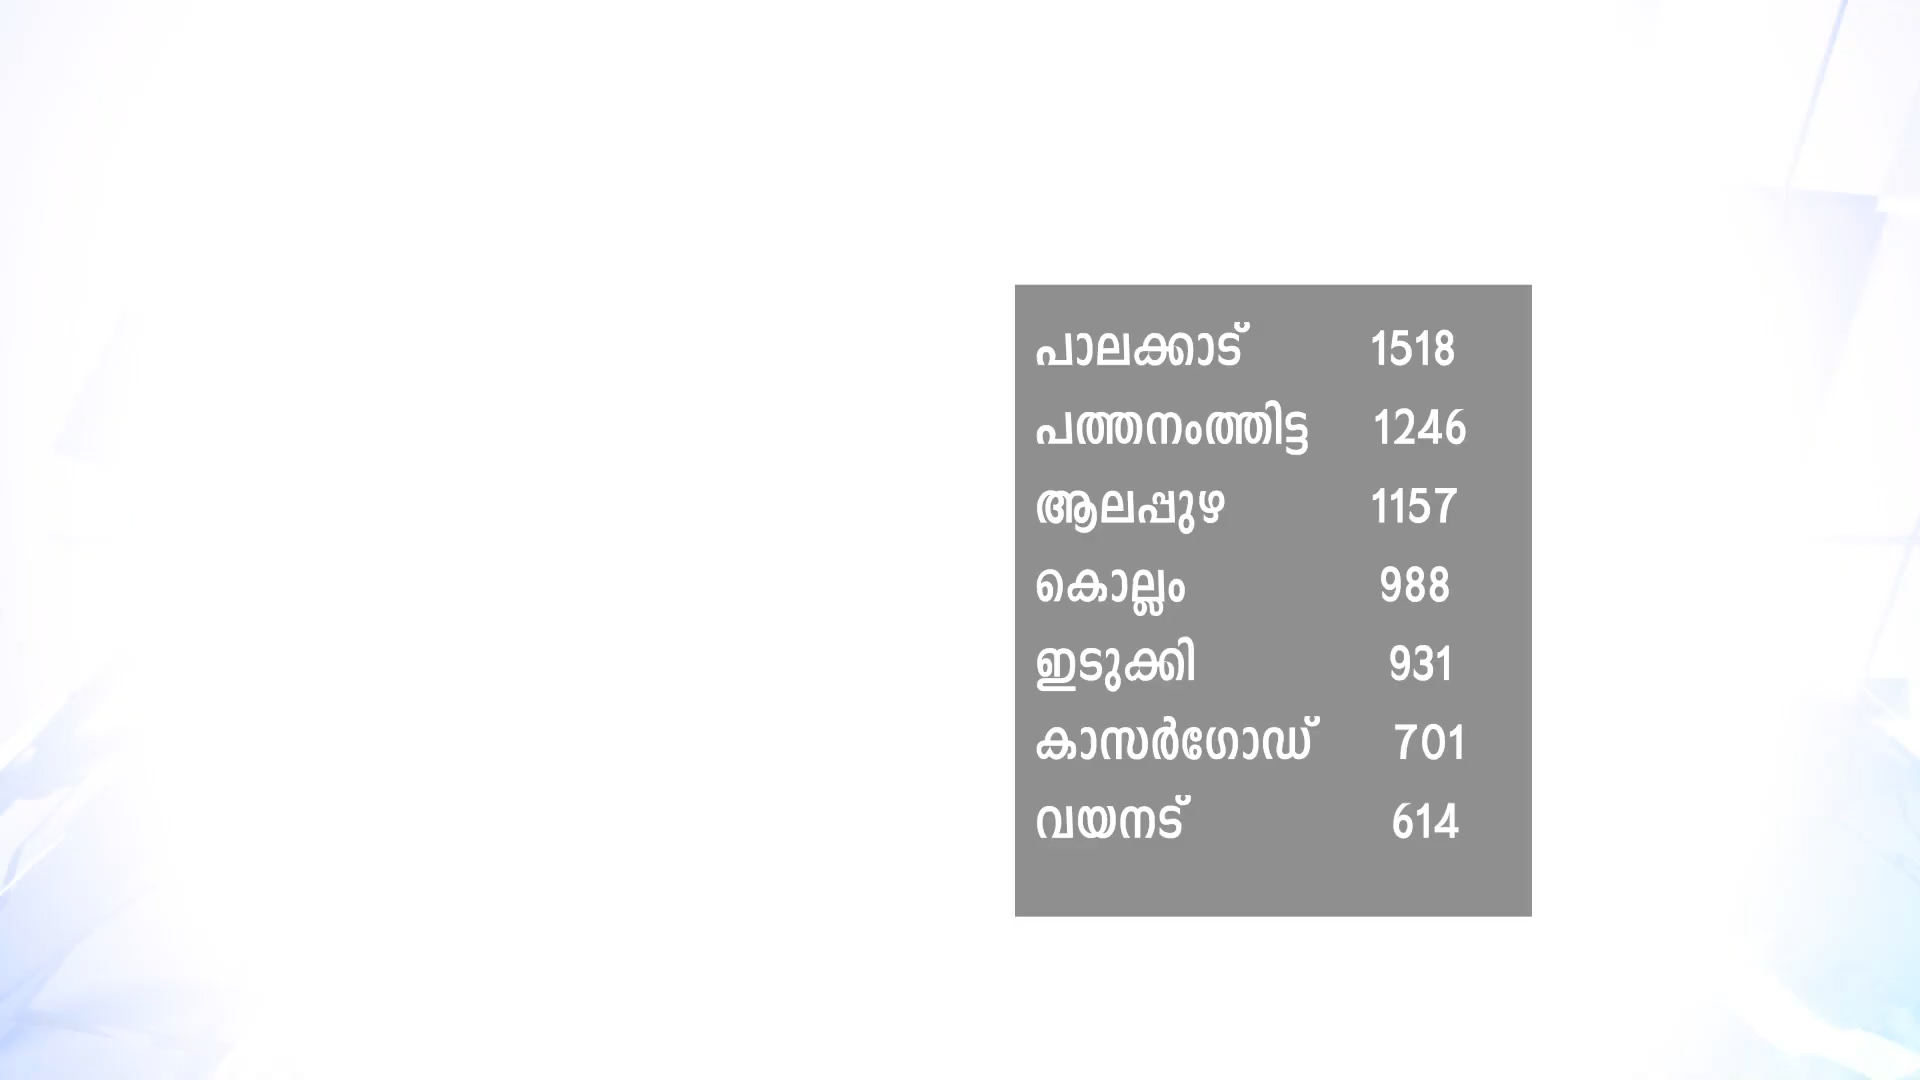 പാലക്കാട് 1518
പത്തനംത്തിട്ട 1246
ആലപ്പുഴ 1157
കൊല്ലം 988
ഇടുക്കി 931
കാസർഗോഡ് 701
വയനട് 614